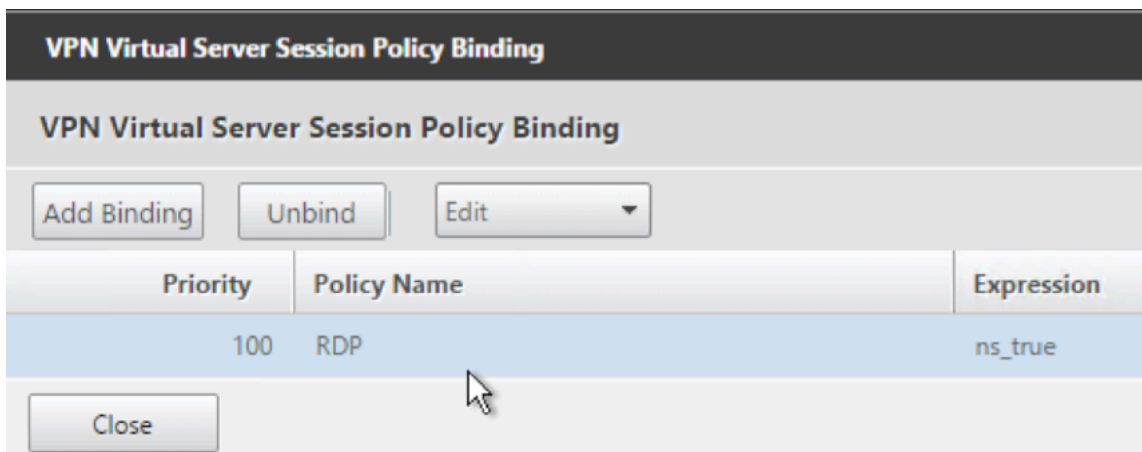 VPN Virtual Server Session Policy Binding
VPN Virtual Server Session Policy Binding
Add Binding Unbind Edit
Priority Policy Name Expression
100 RDP ns_true
Close